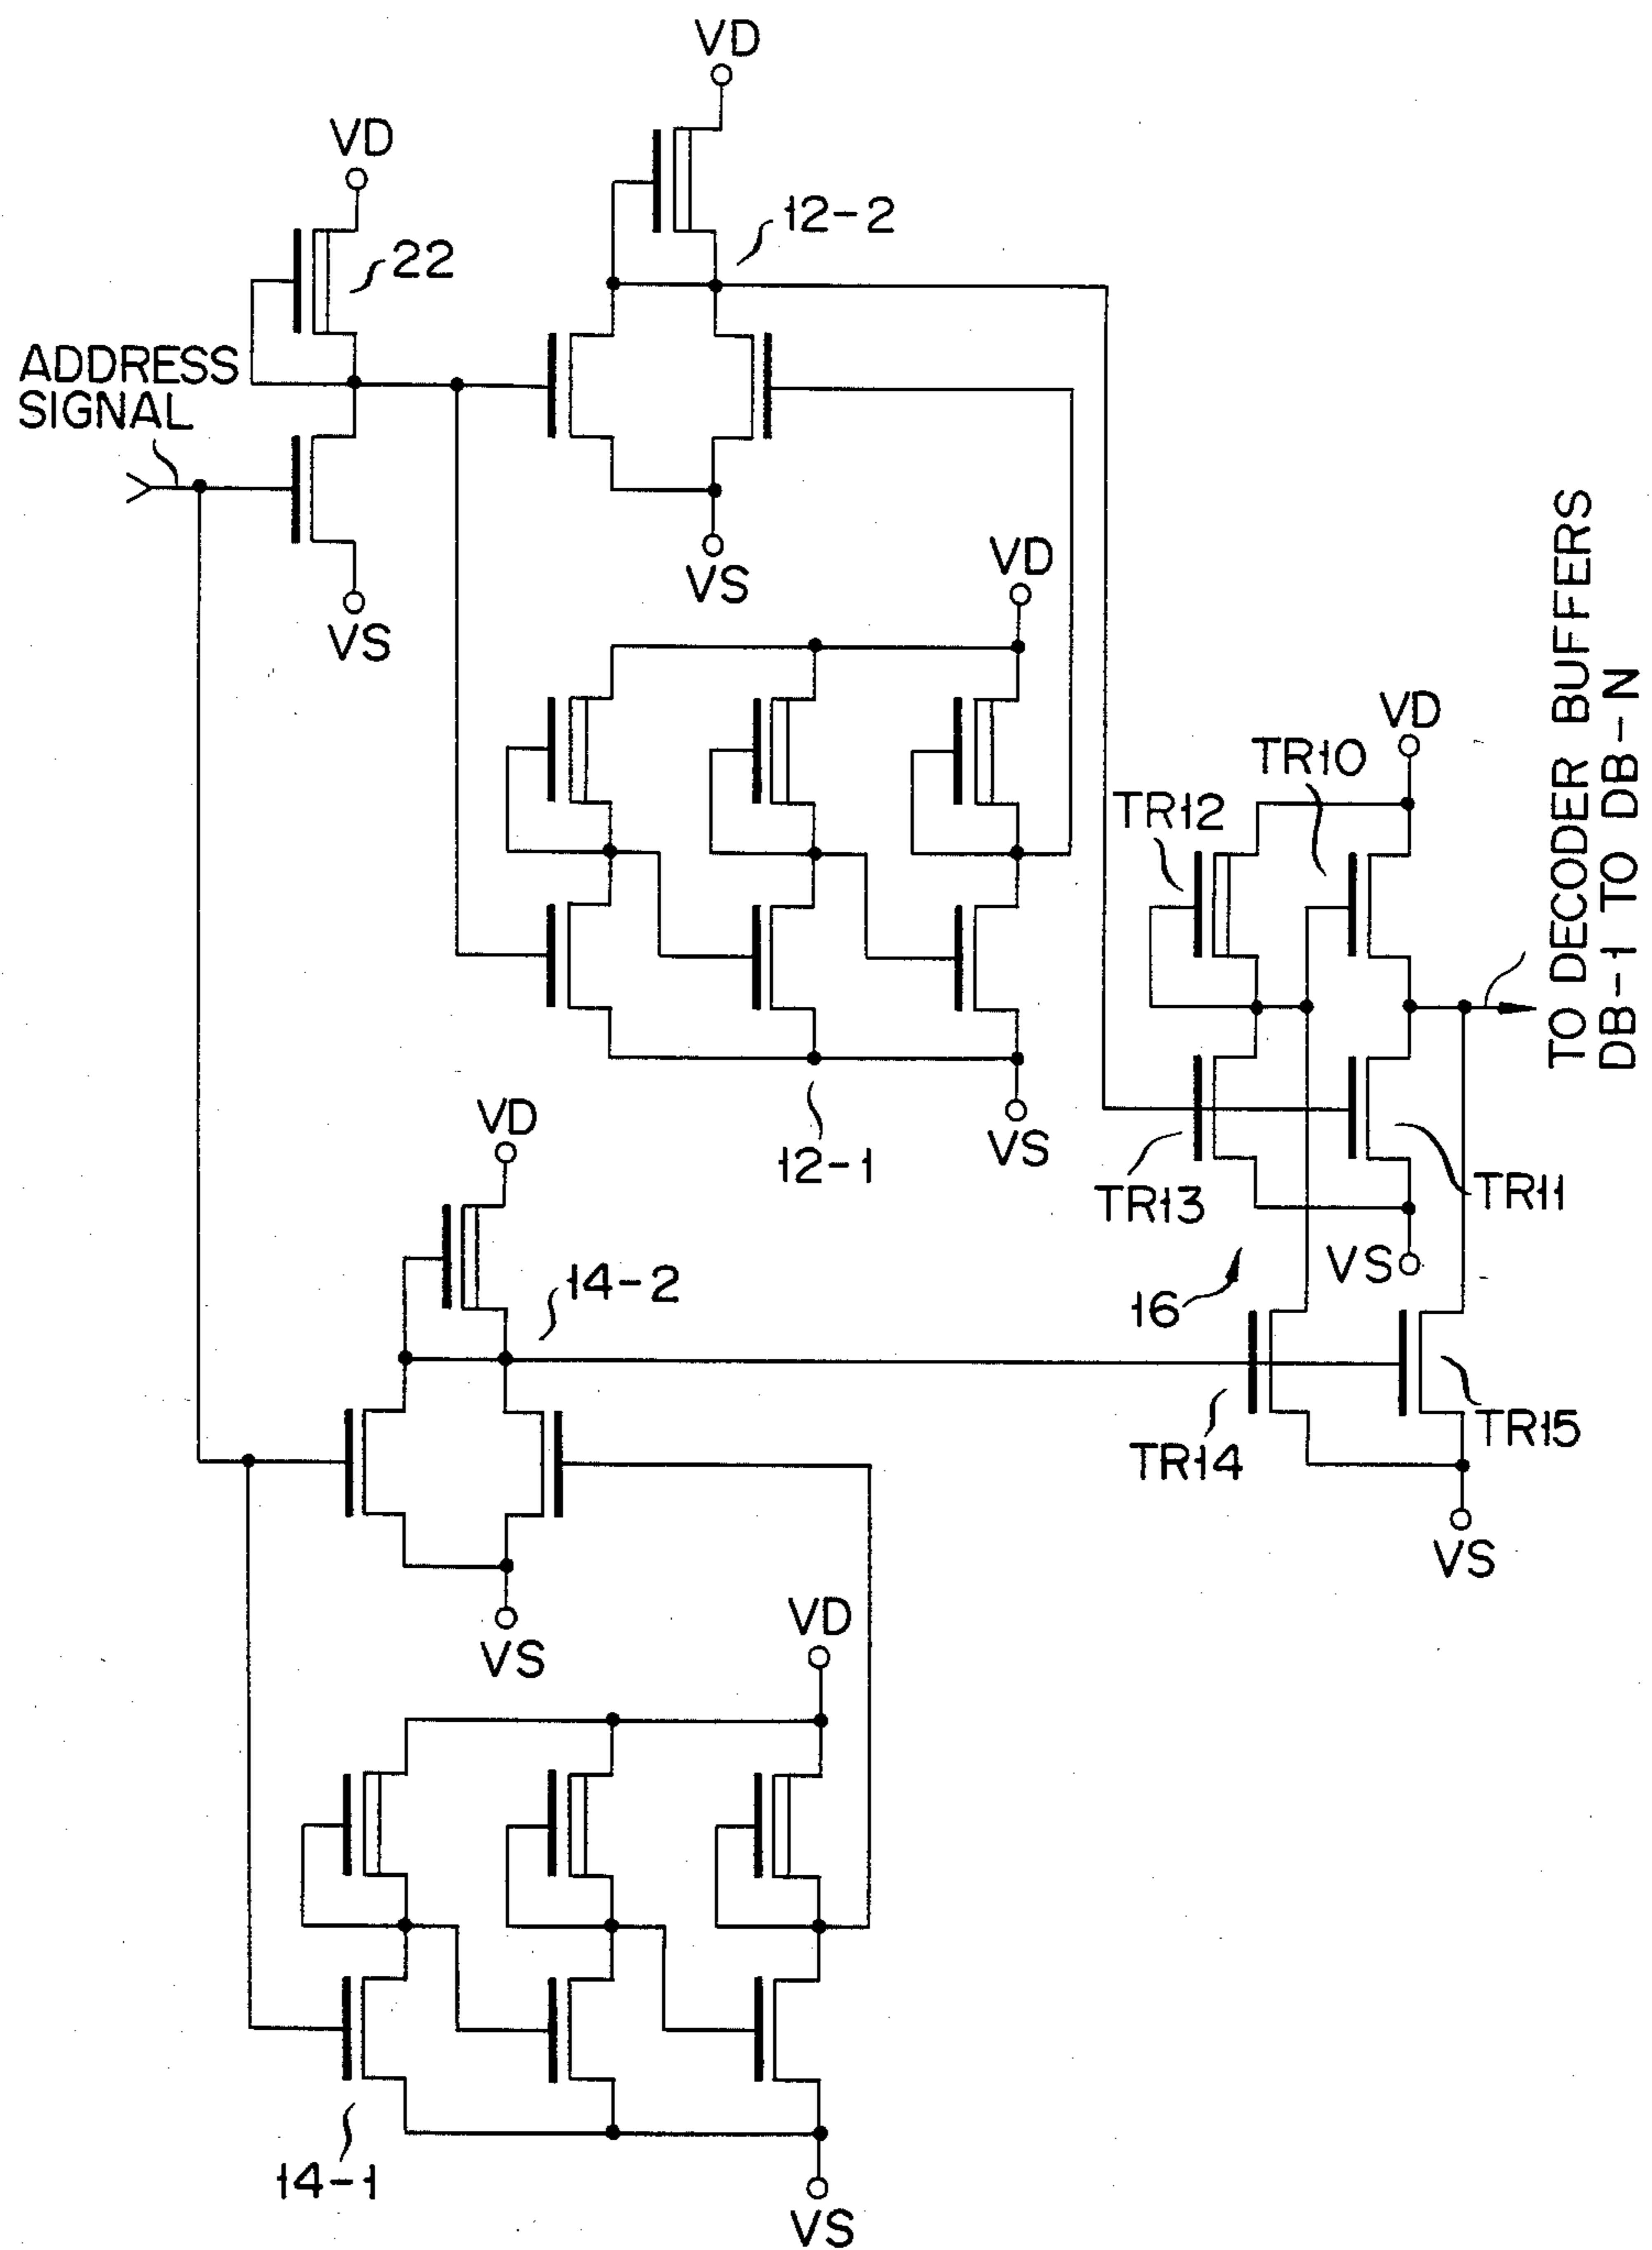 VD
VD
12-2
22
ADDRESS
SIGNAL
VS
VD
VS
TO DECODER BUFFERS
DB-1 TO DB-N
VD
TR10
TR12
VD
12-1
VS
TR13
TR11
VS
16
14-2
TR14
TR15
VS
VS
VD
14-1
VS